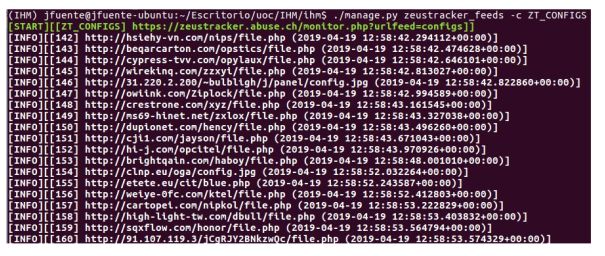 (IHM) jfuente@jfuente-ubuntu:~/Escritorio/uoc/IHM/ihm$ ./manage.py zeustracker_feeds -c ZT_CONFIGS
[START][[ZT_CONFIGS] https://zeustracker.abuse.ch/monitor.php?urlfeed=configs]]
[INFO][[142] http://hsiehy-vn.com/nips/file.php (2019-04-19 12:58:42.294112+00:00)]
[INFO][[143] http://beqarcarton.com/opstics/file.php (2019-04-19 12:58:42.474628+00:00)]
[INFO][[144] http://cypress-tvv.com/opylaux/file.php (2019-04-19 12:58:42.646101+00:00)]
[INFO][[145] http://wirekinq.com/zzxyl/file.php (2019-04-19 12:58:42.813027+00:00)]
[INFO][[146] http://31.220.2.200/~bulbligh/jpanel/config.jpg (2019-04-19 12:58:42.822860+00:00)]
[INFO][[147] http://owiink.com/Ziplock/file.php (2019-04-19 12:58:42.994589+00:00)]
[INFO][[148] http://crestrone.com/xyz/file.php (2019-04-19 12:58:43.161545+00:00)]
[INFO][[149] http://ms69-hinet.net/zxlox/file.php (2019-04-19 12:58:43.327038+00:00)]
[INFO][[150] http://duplonet.com/hency/file.php (2019-04-19 12:58:43.496260+00:00)]
[INFO][[151] http://cji1.com/jayson/file.php (2019-04-19 12:58:43.671043+00:00)]
[INFO][[152] http://hi-j.com/opcitel/file.php (2019-04-19 12:58:43.970926+00:00)]
[INFO][[153] http://brightqain.com/haboy/file.php (2019-04-19 12:58:48.001010+00:00)]
[INFO][[154] http://clnp.eu/oga/config.jpg (2019-04-19 12:58:52.032264+00:00)]
[INFO][[155] http://etete.eu/cit/blue.php (2019-04-19 12:58:52.243587+00:00)]
[INFO][[156] http://weiye-0fc.com/ktel/file.php (2019-04-19 12:58:52.412803+00:00)]
[INFO][[157] http://cartopei.com/nipkol/file.php (2019-04-19 12:58:53.222829+00:00)]
[INFO][[158] http://high-light-tw.com/dbull/file.php (2019-04-19 12:58:53.403832+00:00)]
[INFO][[159] http://sqxflow.com/honor/file.php (2019-04-19 12:58:53.564794+00:00)]
[INFO][[160] http://91.107.119.3/jCgRJY2BNkzwQc/file.php (2019-04-19 12:58:53.574329+00:00)]